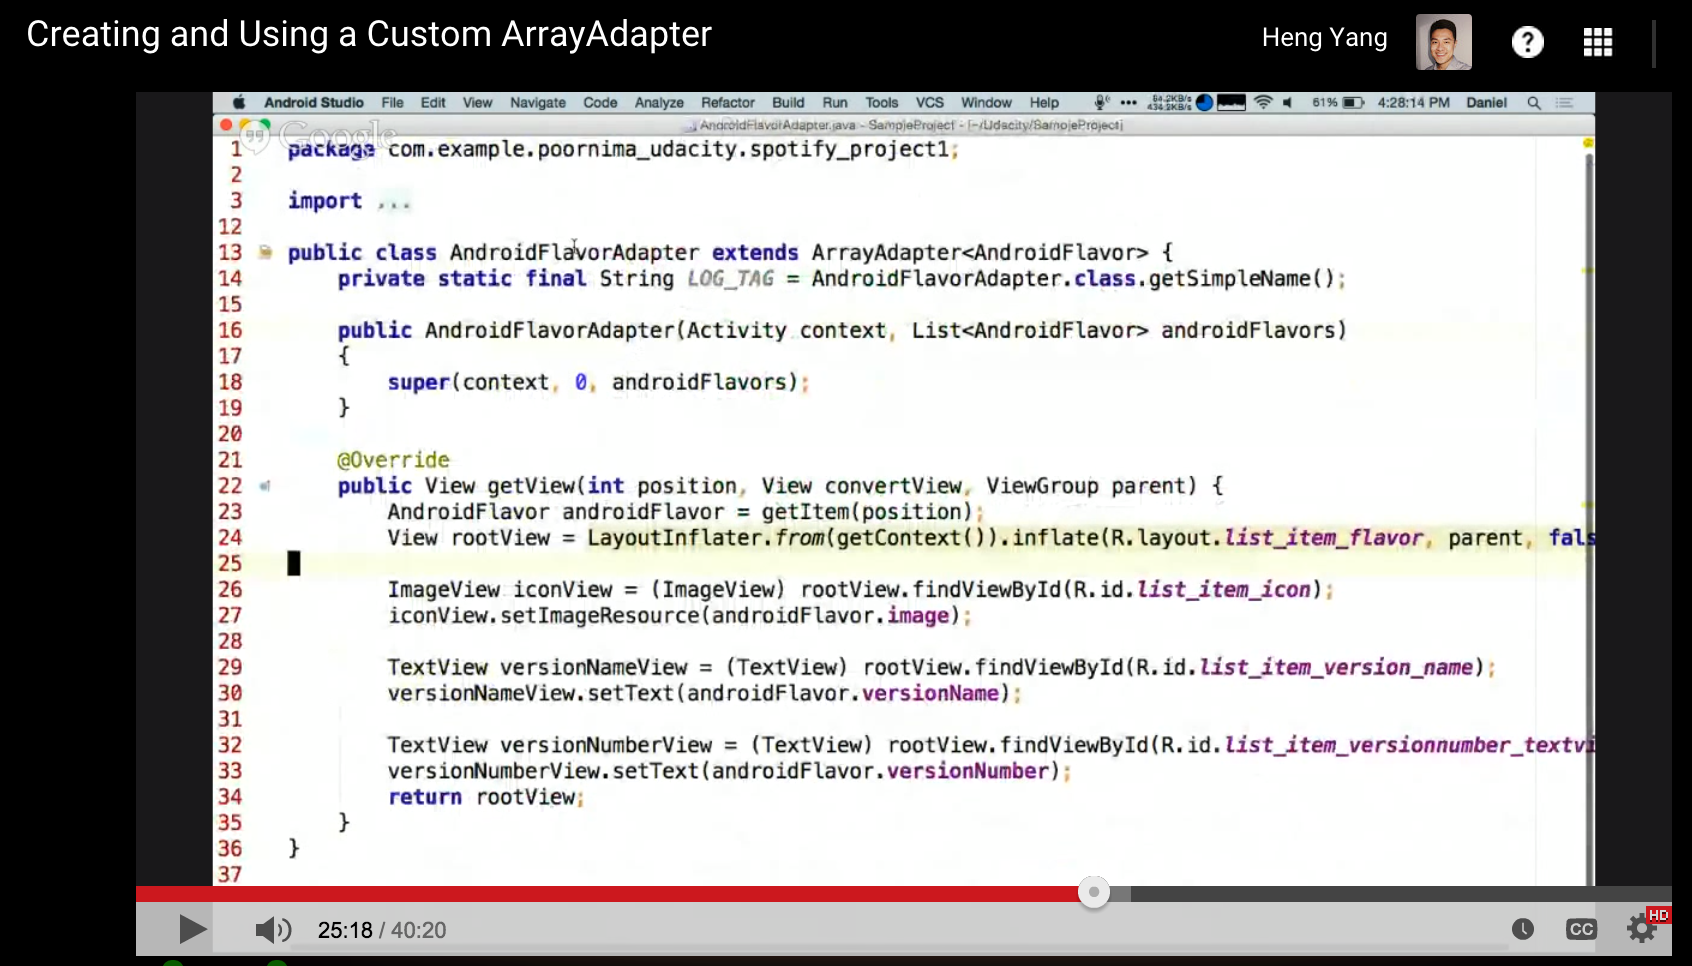 Creating and Using a Custom ArrayAdapter
Heng Yang
Android Studio File Edit View Navigate Code Analyze Refactor Build Run Tools VCS Window Help 61% 4:28:14 PM Daniel
AndroidFlavorAdapter.java - SampleProject - [~/Udacity/SampleProject]
Google
1 package com.example.poornima_udacity.spotify_project1;
2
3 import ...
12
13 public class AndroidFlavorAdapter extends ArrayAdapter<AndroidFlavor> {
14 private static final String LOG_TAG = AndroidFlavorAdapter.class.getSimpleName();
15
16 public AndroidFlavorAdapter(Activity context, List<AndroidFlavor> androidFlavors)
17 {
18 super(context, 0, androidFlavors);
19 }
20
21 @Override
22 public View getView(int position, View convertView, ViewGroup parent) {
23 AndroidFlavor androidFlavor = getItem(position);
24 View rootView = LayoutInflater.from(getContext()).inflate(R.layout.list_item_flavor, parent, fals
25
26 ImageView iconView = (ImageView) rootView.findViewById(R.id.list_item_icon);
27 iconView.setImageResource(androidFlavor.image);
28
29 TextView versionNameView = (TextView) rootView.findViewById(R.id.list_item_version_name);
30 versionNameView.setText(androidFlavor.versionName);
31
32 TextView versionNumberView = (TextView) rootView.findViewById(R.id.list_item_versionnumber_textvi
33 versionNumberView.setText(androidFlavor.versionNumber);
34 return rootView;
35 }
36 }
37
25:18 / 40:20
CC
HD